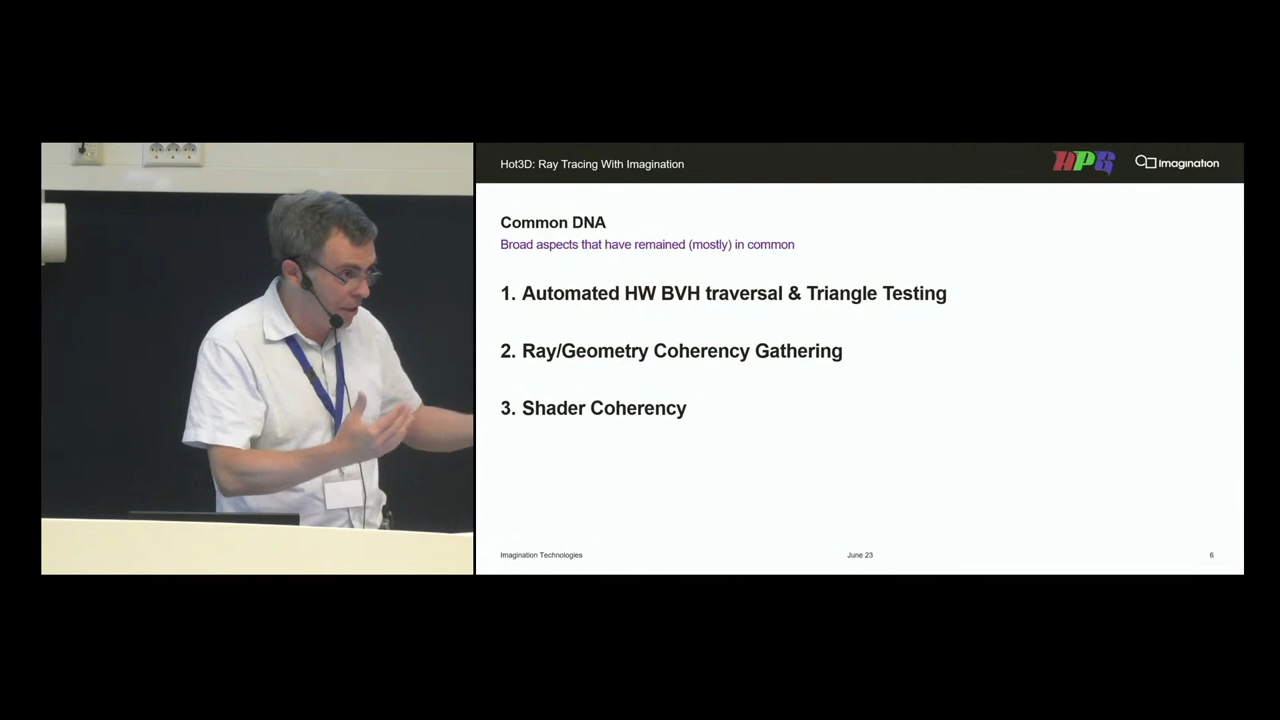 Hot3D: Ray Tracing With Imagination
HPG
Imagination
Common DNA
Broad aspects that have remained (mostly) in common
1. Automated HW BVH traversal & Triangle Testing
2. Ray/Geometry Coherency Gathering
3. Shader Coherency
Imagination Technologies
June 23
6